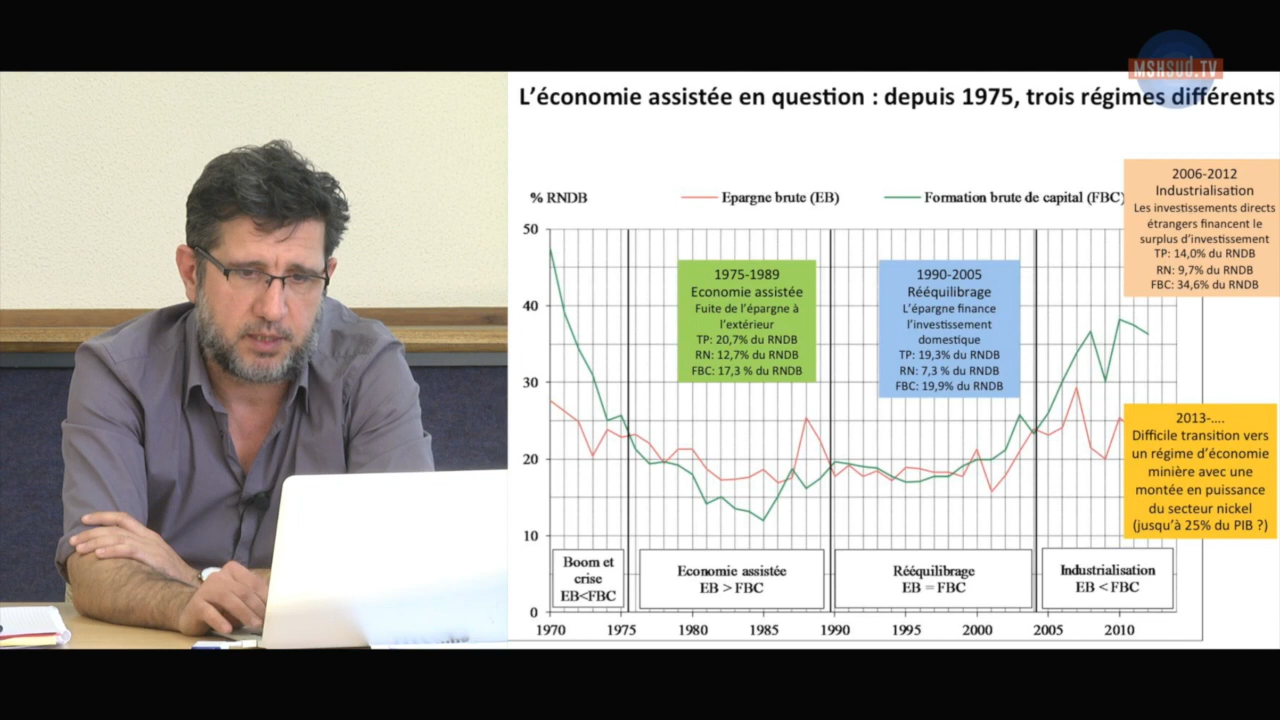 MSHSUD.TV
L'économie assistée en question : depuis 1975, trois régimes différents
% RNDB
Epargne brute (EB)
Formation brute de capital (FBC)
50
40
30
20
10
0
1970
1975
1980
1985
1990
1995
2000
2005
2010
1975-1989
Economie assistée
Fuite de l'épargne à
l'extérieur
TP: 20,7% du RNDB
RN: 12,7% du RNDB
FBC: 17,3 % du RNDB
1990-2005
Rééquilibrage
L'épargne finance
l'investissement
domestique
TP: 19,3% du RNDB
RN: 7,3 % du RNDB
FBC: 19,9% du RNDB
2006-2012
Industrialisation
Les investissements directs
étrangers financent le
surplus d'investissement
TP: 14,0% du RNDB
RN: 9,7% du RNDB
FBC: 34,6% du RNDB
2013-....
Difficile transition vers
un régime d'économie
minière avec une
montée en puissance
du secteur nickel
(jusqu'à 25% du PIB ?)
Boom et
crise
EB<FBC
Economie assistée
EB > FBC
Rééquilibrage
EB = FBC
Industrialisation
EB < FBC